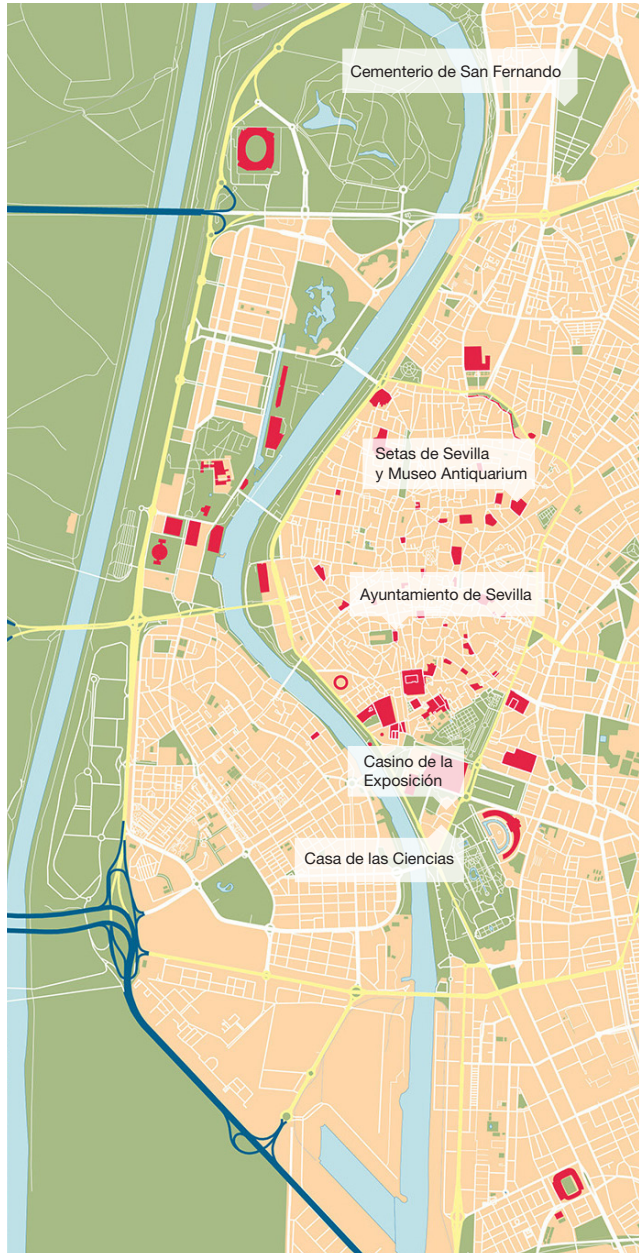 Cementerio de San Fernando
Setas de Sevilla
y Museo Antiquarium
Ayuntamiento de Sevilla
Casino de la
Exposición
Casa de las Ciencias